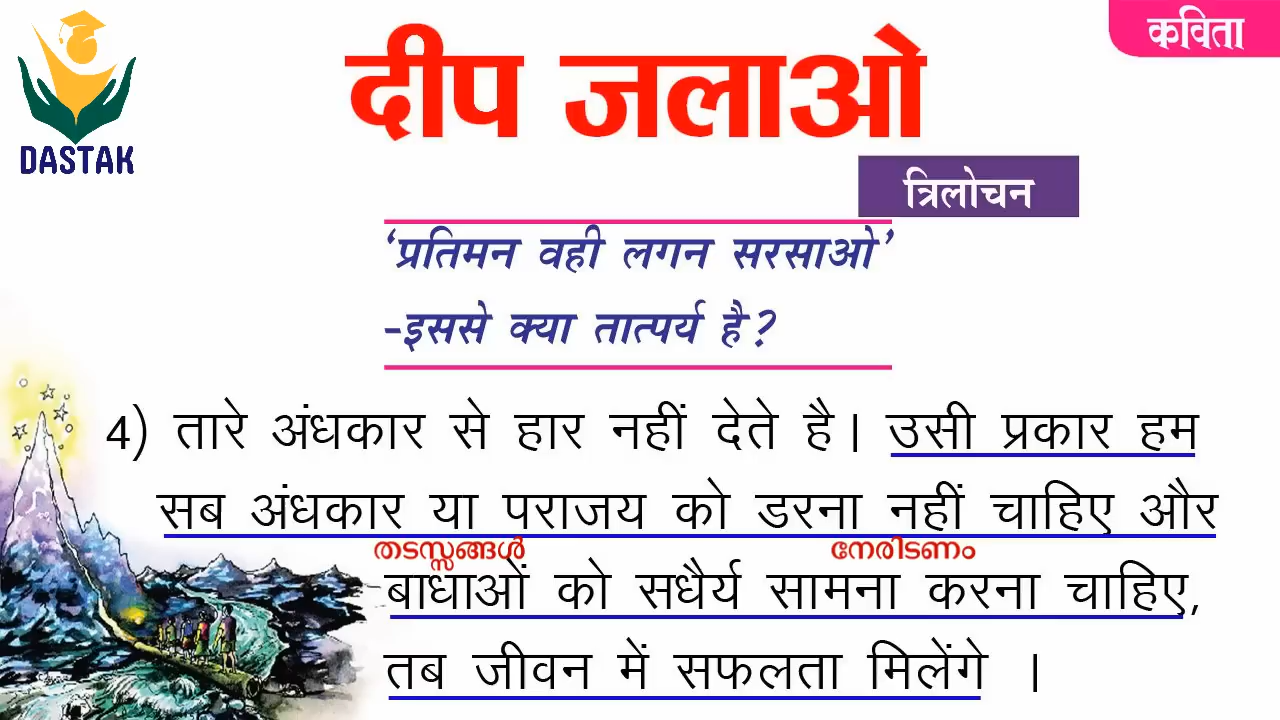 कविता
दीप जलाओ
DASTAK
त्रिलोचन
‘प्रतिमन वही लगन सरसाओ’
-इससे क्या तात्पर्य है?
4) तारे अंधकार से हार नहीं देते है। उसी प्रकार हम
सब अंधकार या पराजय को डरना नहीं चाहिए और
തടസ്സങ്ങൾ നേരിടണം
बाधाओं को सधैर्य सामना करना चाहिए,
तब जीवन में सफलता मिलेंगे ।